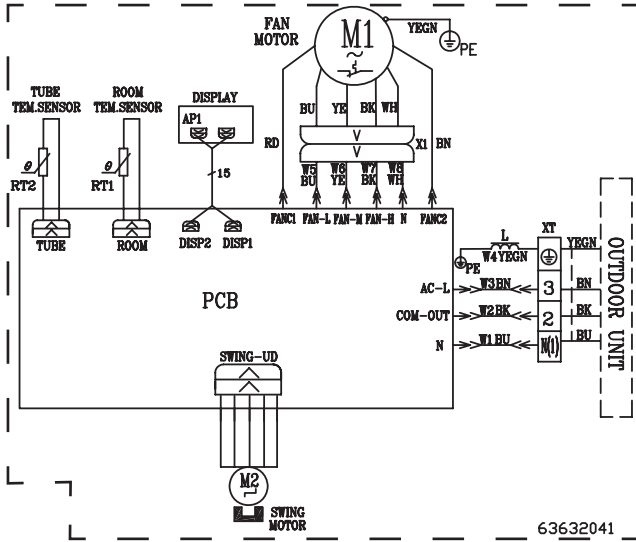 FAN
MOTOR
M1
~
YEGN
PE
TUBE
TEM.SENSOR
ROOM
TEM.SENSOR
DISPLAY
AP1
BU YE BK WH
RD
X1 BN
θ
RT2
θ
RT1
15
W5 W6 W7 W8
BU YE BK WH
FANC1 FAN-L FAN-M FAN-H N FANC2
TUBE
ROOM
DISP2 DISP1
L
XT
YEGN
W4YEGN
PE
PCB
AC-L
W3BN
3
BN
COM-OUT
W2BK
2
BK
N
W1BU
N(1)
BU
OUTDOOR UNIT
SWING-UD
M2
SWING
MOTOR
63632041